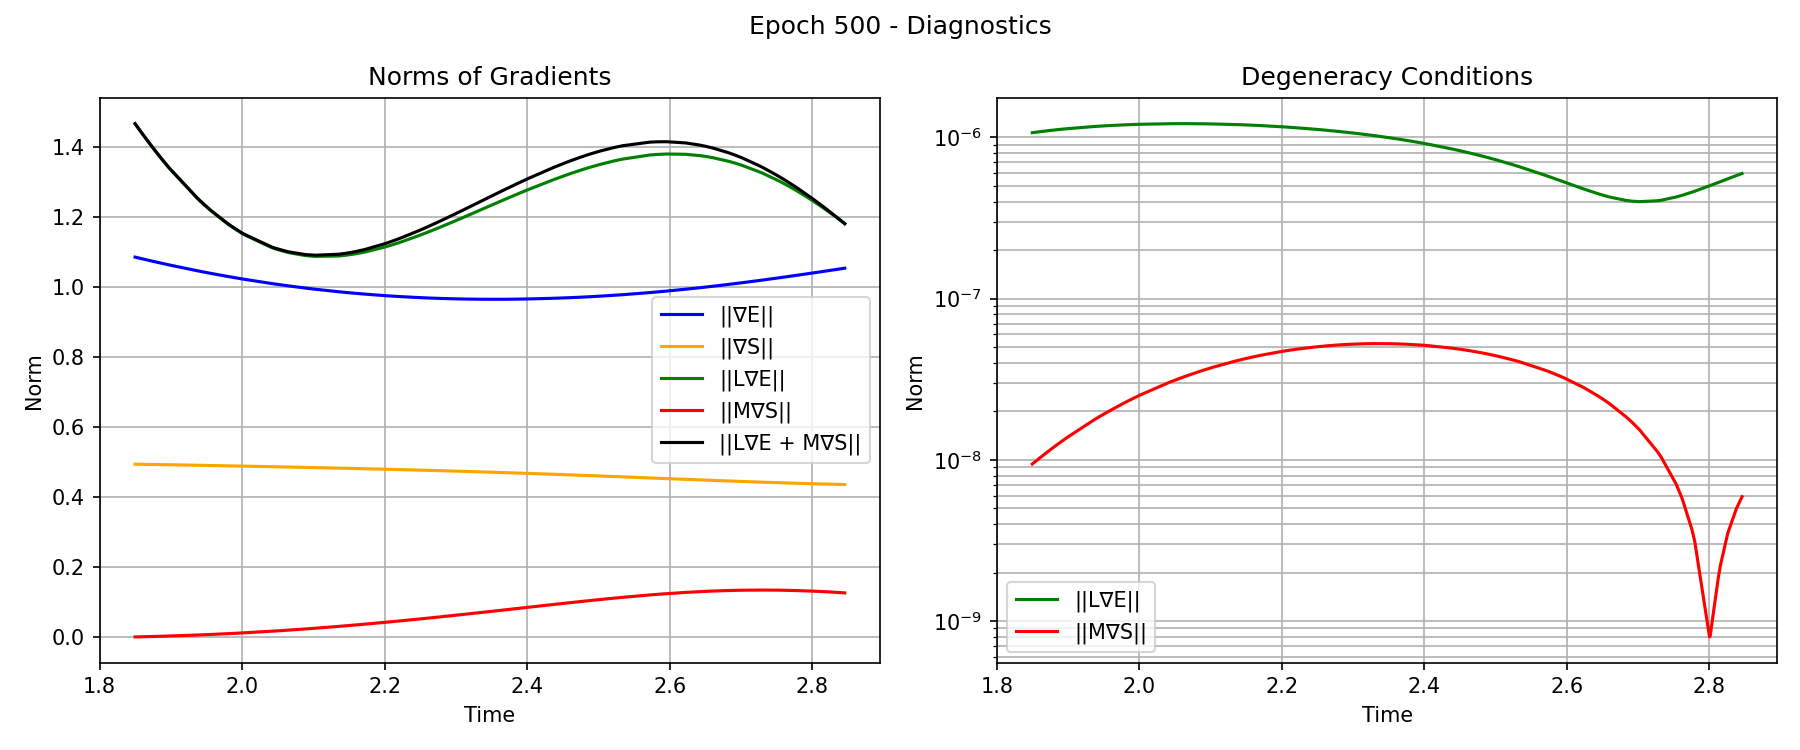 Epoch 500 - Diagnostics
Norms of Gradients
Norm
1.4
1.2
1.0
0.8
0.6
0.4
0.2
0.0
1.8 2.0 2.2 2.4 2.6 2.8
Time
||∇E||
||∇S||
||L∇E||
||M∇S||
||L∇E + M∇S||
Degeneracy Conditions
Norm
10⁻⁶
10⁻⁷
10⁻⁸
10⁻⁹
1.8 2.0 2.2 2.4 2.6 2.8
Time
||L∇E||
||M∇S||